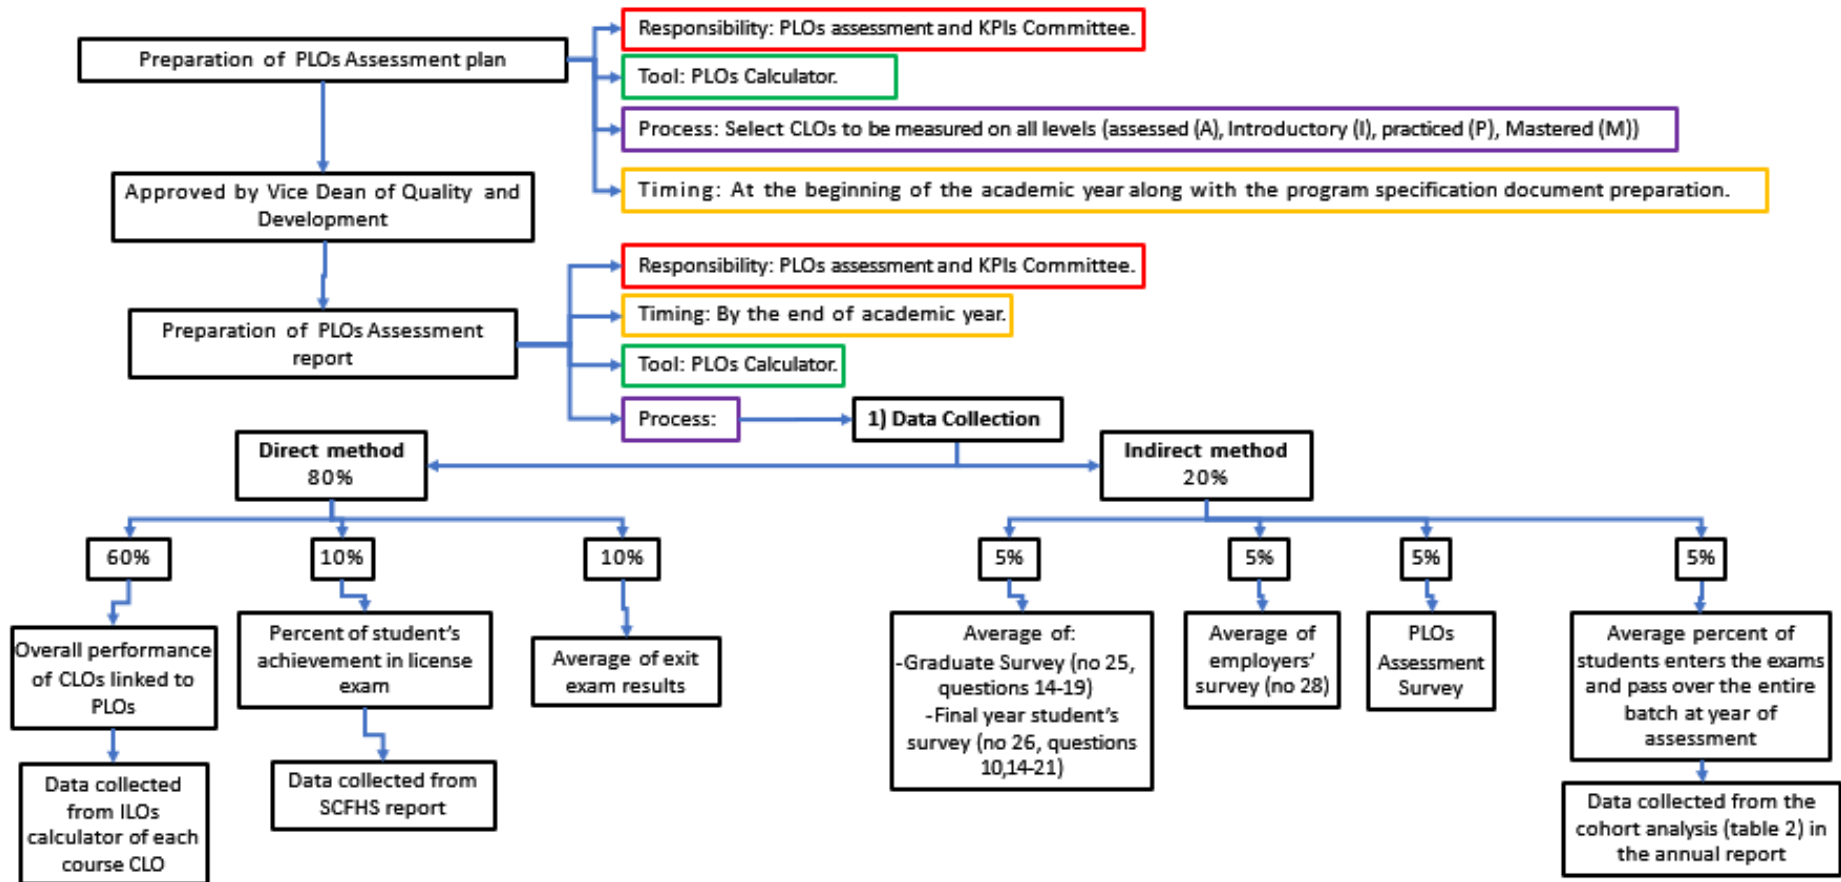 Preparation of PLOs Assessment plan
Responsibility: PLOs assessment and KPIs Committee.
Tool: PLOs Calculator.
Process: Select CLOs to be measured on all levels (assessed (A), Introductory (I), practiced (P), Mastered (M))
Timing: At the beginning of the academic year along with the program specification document preparation.
Approved by Vice Dean of Quality and
Development
Preparation of PLOs Assessment
report
Responsibility: PLOs assessment and KPIs Committee.
Timing: By the end of academic year.
Tool: PLOs Calculator.
Process:
1) Data Collection
Direct method
80%
Indirect method
20%
60%
10%
10%
5%
5%
5%
5%
Overall performance
of CLOs linked to
PLOs
Percent of student's
achievement in license
exam
Average of exit
exam results
Average of:
-Graduate Survey (no 25,
questions 14-19)
-Final year student's
survey (no 26, questions
10,14-21)
Average of
employers'
survey (no 28)
PLOs
Assessment
Survey
Average percent of
students enters the exams
and pass over the entire
batch at year of
assessment
Data collected
from ILOs
calculator of each
course CLO
Data collected from
SCFHS report
Data collected from the
cohort analysis (table 2) in
the annual report